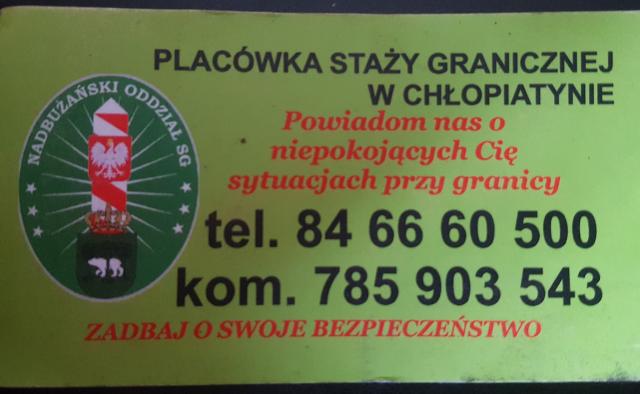 PLACÓWKA STAŻY GRANICZNEJ
W CHŁOPIATYNIE
NADBUŻAŃSKI ODDZIAŁ SG
Powiadom nas o
niepokojących Cię
sytuacjach przy granicy
tel. 84 66 60 500
kom. 785 903 543
ZADBAJ O SWOJE BEZPIECZEŃSTWO